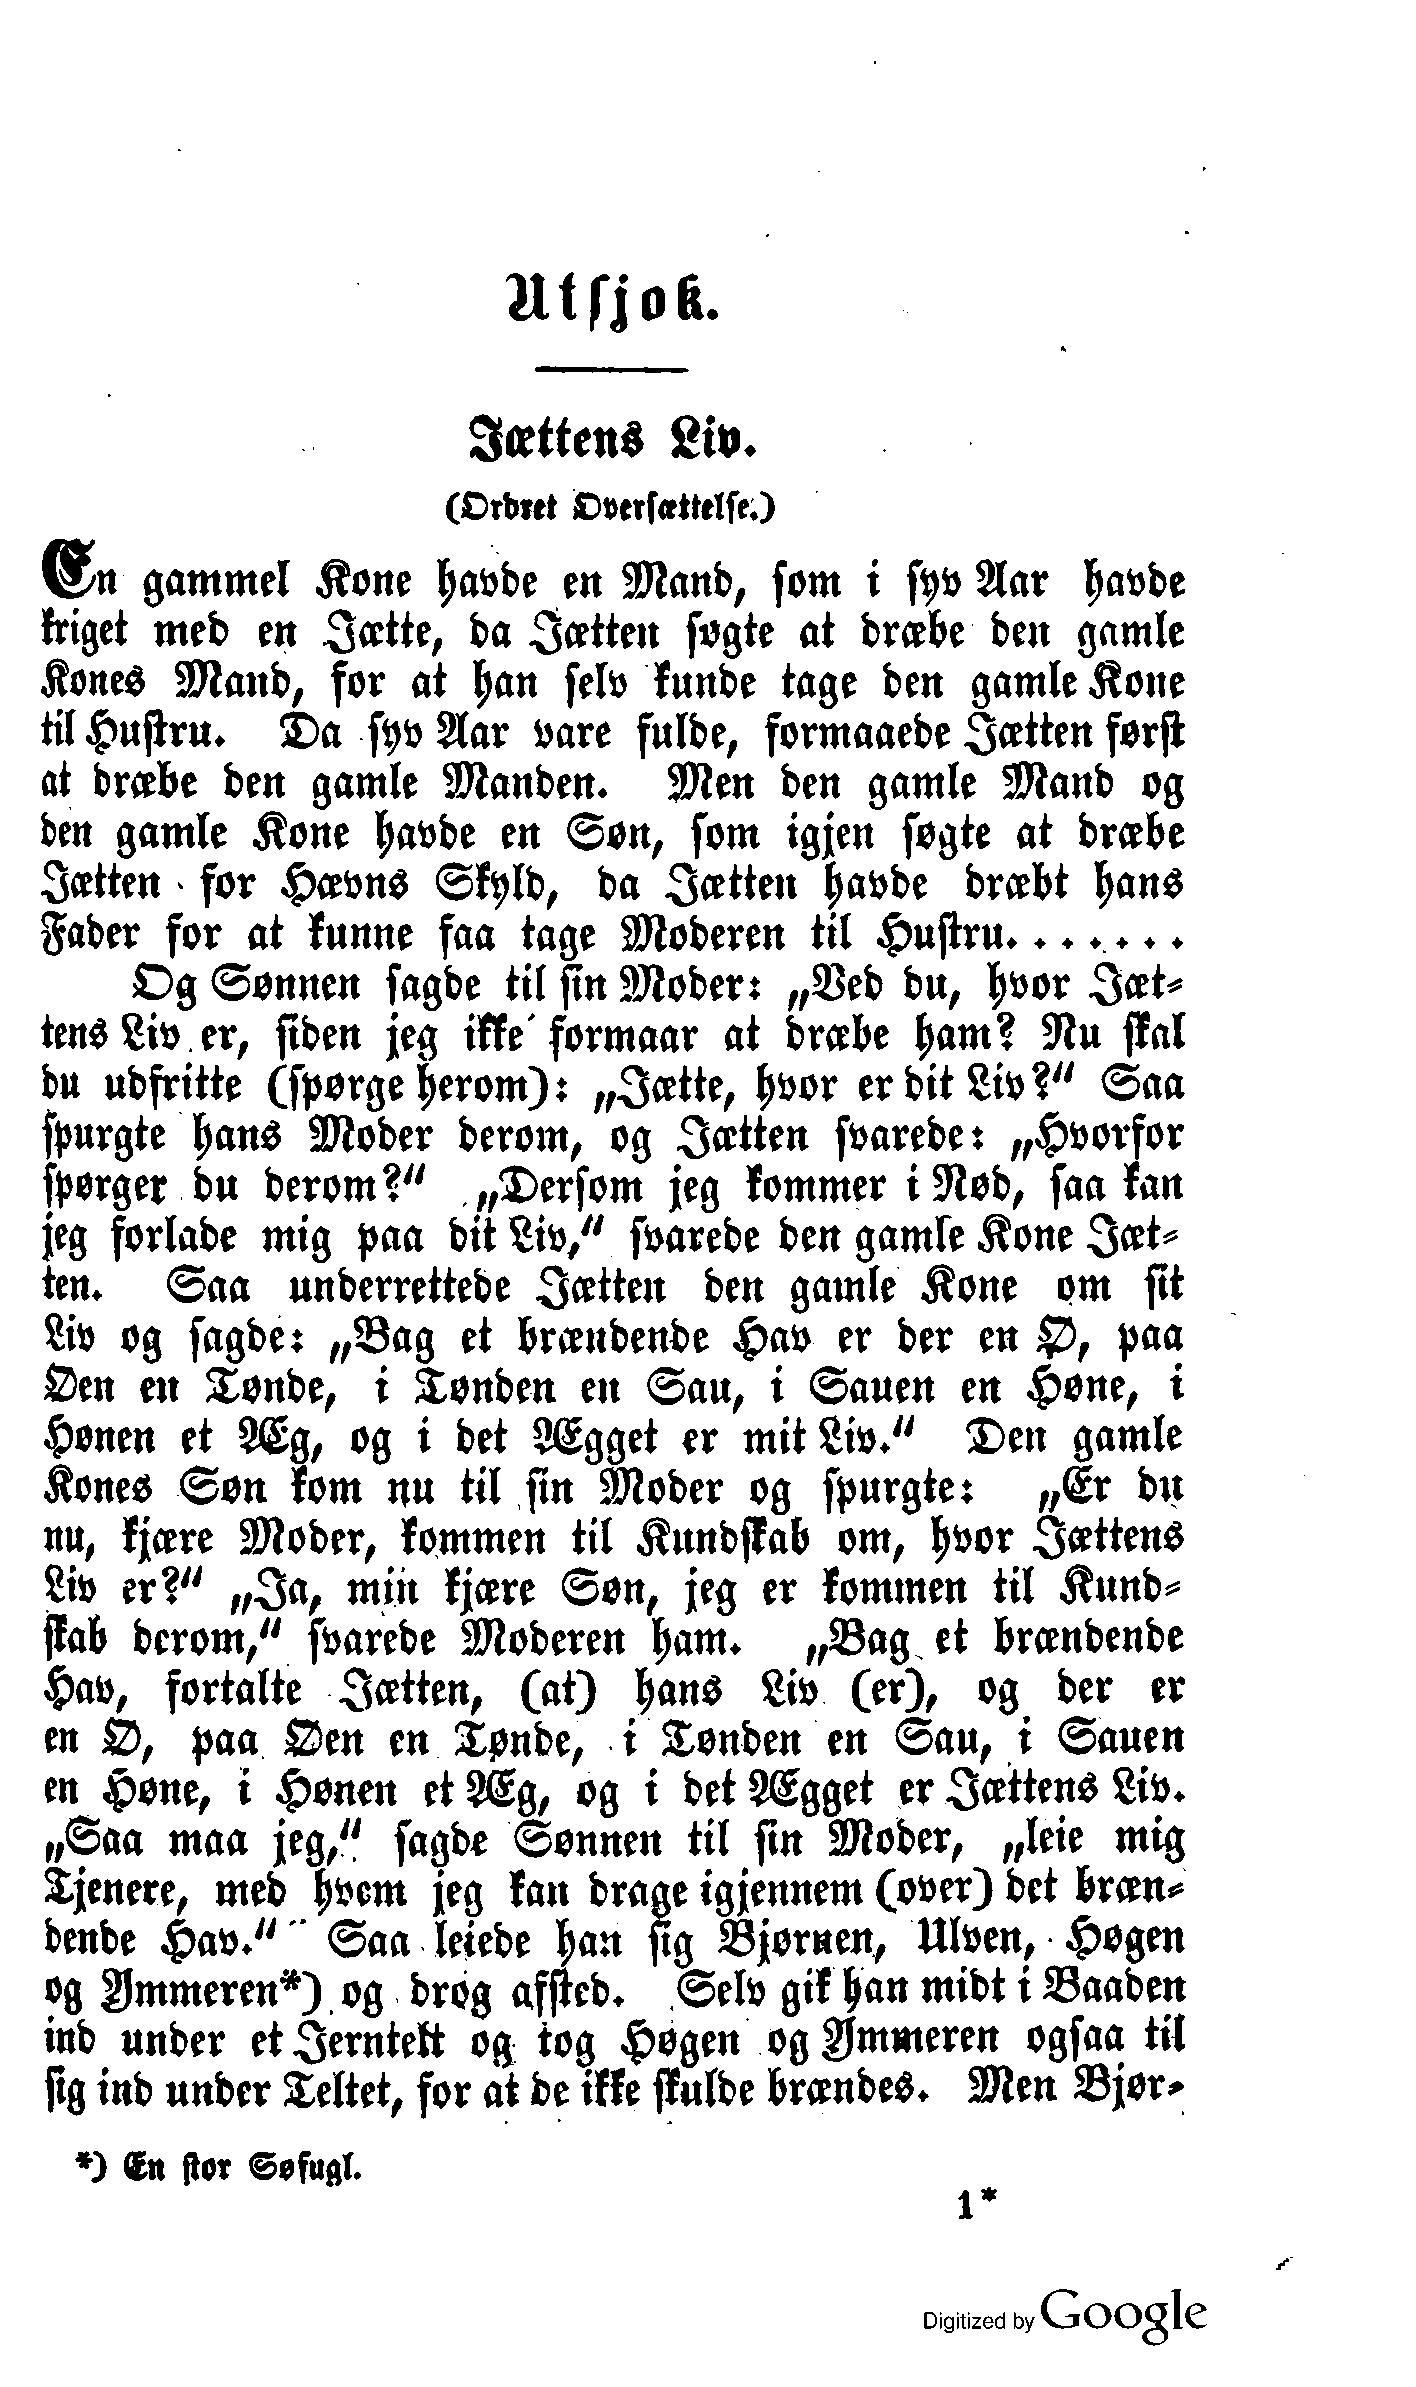 Utsjok.
Jættens Liv.
(Ordret Oversættelse.)
En gammel Kone havde en Mand, som i syv Aar havde
kriget med en Jætte, da Jætten søgte at dræbe den gamle
Kones Mand, for at han selv kunde tage den gamle Kone
til Hustru. Da syv Aar vare fulde, formaaede Jætten først
at dræbe den gamle Manden. Men den gamle Mand og
den gamle Kone havde en Søn, som igjen søgte at dræbe
Jætten for Hævns Skyld, da Jætten havde dræbt hans
Fader for at kunne faa tage Moderen til Hustru. . . . . . .
Og Sønnen sagde til sin Moder: „Ved du, hvor Jæt-
tens Liv er, siden jeg ikke formaar at dræbe ham? Nu skal
du udfritte (spørge herom): „Jætte, hvor er dit Liv?“ Saa
spurgte hans Moder derom, og Jætten svarede: „Hvorfor
spørger du derom?“ „Dersom jeg kommer i Nød, saa kan
jeg forlade mig paa dit Liv,“ svarede den gamle Kone Jæt-
ten. Saa underrettede Jætten den gamle Kone om sit
Liv og sagde: „Bag et brændende Hav er der en Ø, paa
Øen en Tønde, i Tønden en Sau, i Sauen en Høne, i
Hønen et Æg, og i det Ægget er mit Liv.“ Den gamle
Kones Søn kom nu til sin Moder og spurgte: „Er du
nu, kjære Moder, kommen til Kundskab om, hvor Jættens
Liv er?“ „Ja, min kjære Søn, jeg er kommen til Kund-
skab derom,“ svarede Moderen ham. „Bag et brændende
Hav, fortalte Jætten, (at) hans Liv (er), og der er
en Ø, paa Øen en Tønde, i Tønden en Sau, i Sauen
en Høne, i Hønen et Æg, og i det Ægget er Jættens Liv.
„Saa maa jeg,“ sagde Sønnen til sin Moder, „leie mig
Tjenere, med hvem jeg kan drage igjennem (over) det bræn-
dende Hav.“ Saa leiede han sig Bjørnen, Ulven, Høgen
og Ymmeren*) og drog afsted. Selv gik han midt i Baaden
ind under et Jerntelt og tog Høgen og Ymmeren ogsaa til
sig ind under Teltet, for at de ikke skulde brændes. Men Bjør-
*) En stor Søfugl.
1*
Digitized by Google